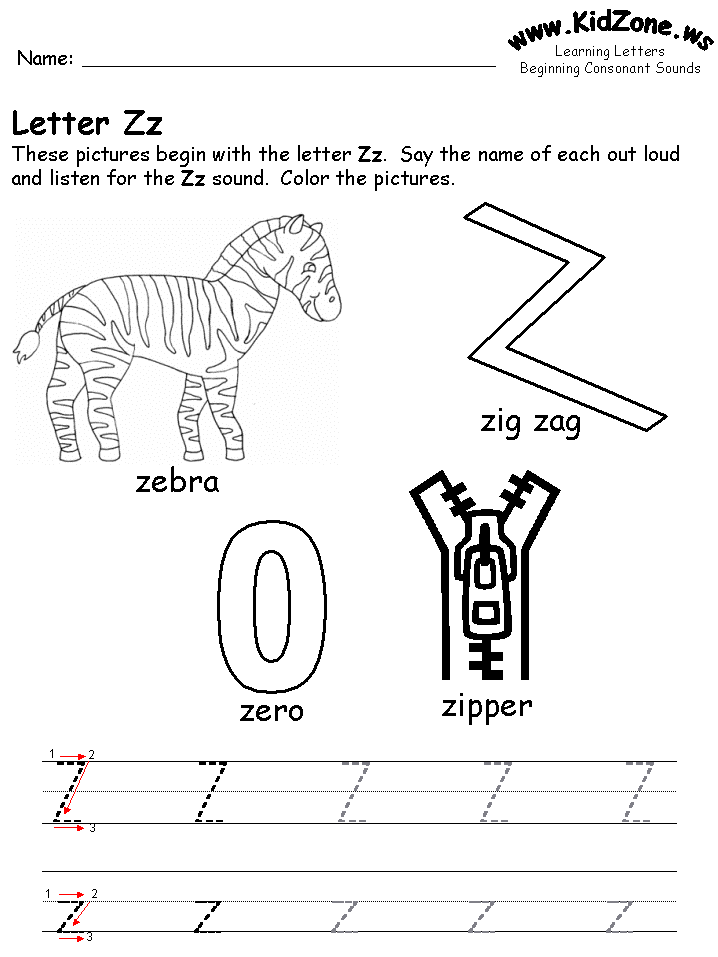 www.KidZone.ws
Learning Letters
Beginning Consonant Sounds
Name:
Letter Zz
These pictures begin with the letter Zz. Say the name of each out loud
and listen for the Zz sound. Color the pictures.
zebra
zig zag
zero
zipper
1 2
Z Z Z Z Z
3
1 2
z z z z z
3